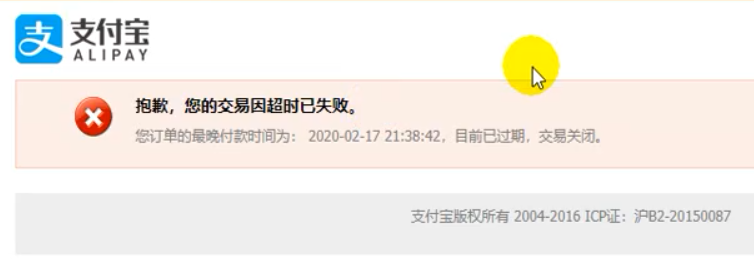 支付宝
ALIPAY
抱歉，您的交易因超时已失败。
您订单的最晚付款时间为： 2020-02-17 21:38:42，目前已过期，交易关闭。
支付宝版权所有 2004-2016 ICP证：沪B2-20150087